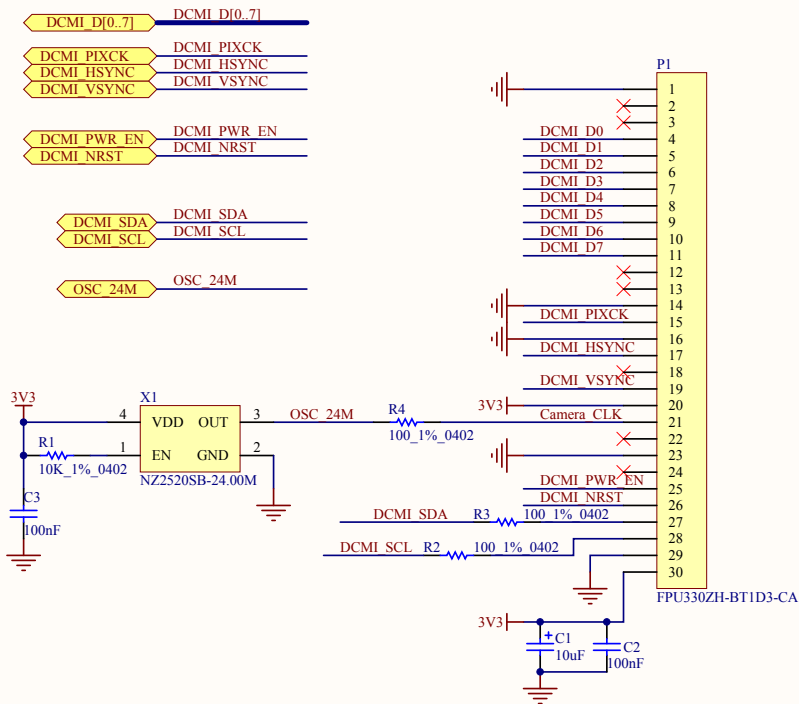 DCMI_D[0..7] DCMI_D[0..7]
DCMI_PIXCK DCMI_PIXCK
DCMI_HSYNC DCMI_HSYNC
DCMI_VSYNC DCMI_VSYNC
DCMI_PWR_EN DCMI_PWR_EN
DCMI_NRST DCMI_NRST
DCMI_SDA DCMI_SDA
DCMI_SCL DCMI_SCL
OSC_24M OSC_24M
P1
1
2
3
DCMI_D0 4
DCMI_D1 5
DCMI_D2 6
DCMI_D3 7
DCMI_D4 8
DCMI_D5 9
DCMI_D6 10
DCMI_D7 11
12
13
14
DCMI_PIXCK 15
16
DCMI_HSYNC 17
18
DCMI_VSYNC 19
3V3 20
Camera_CLK 21
22
23
24
DCMI_PWR_EN 25
DCMI_NRST 26
DCMI_SDA R3 100_1%_0402 27
28
DCMI_SCL R2 100_1%_0402 29
30
FPU330ZH-BT1D3-CA
3V3
X1
4 VDD OUT 3 OSC_24M R4
100_1%_0402
R1 1 EN GND 2
10K_1%_0402
NZ2520SB-24.00M
C3
100nF
3V3
+ C1
10uF
C2
100nF